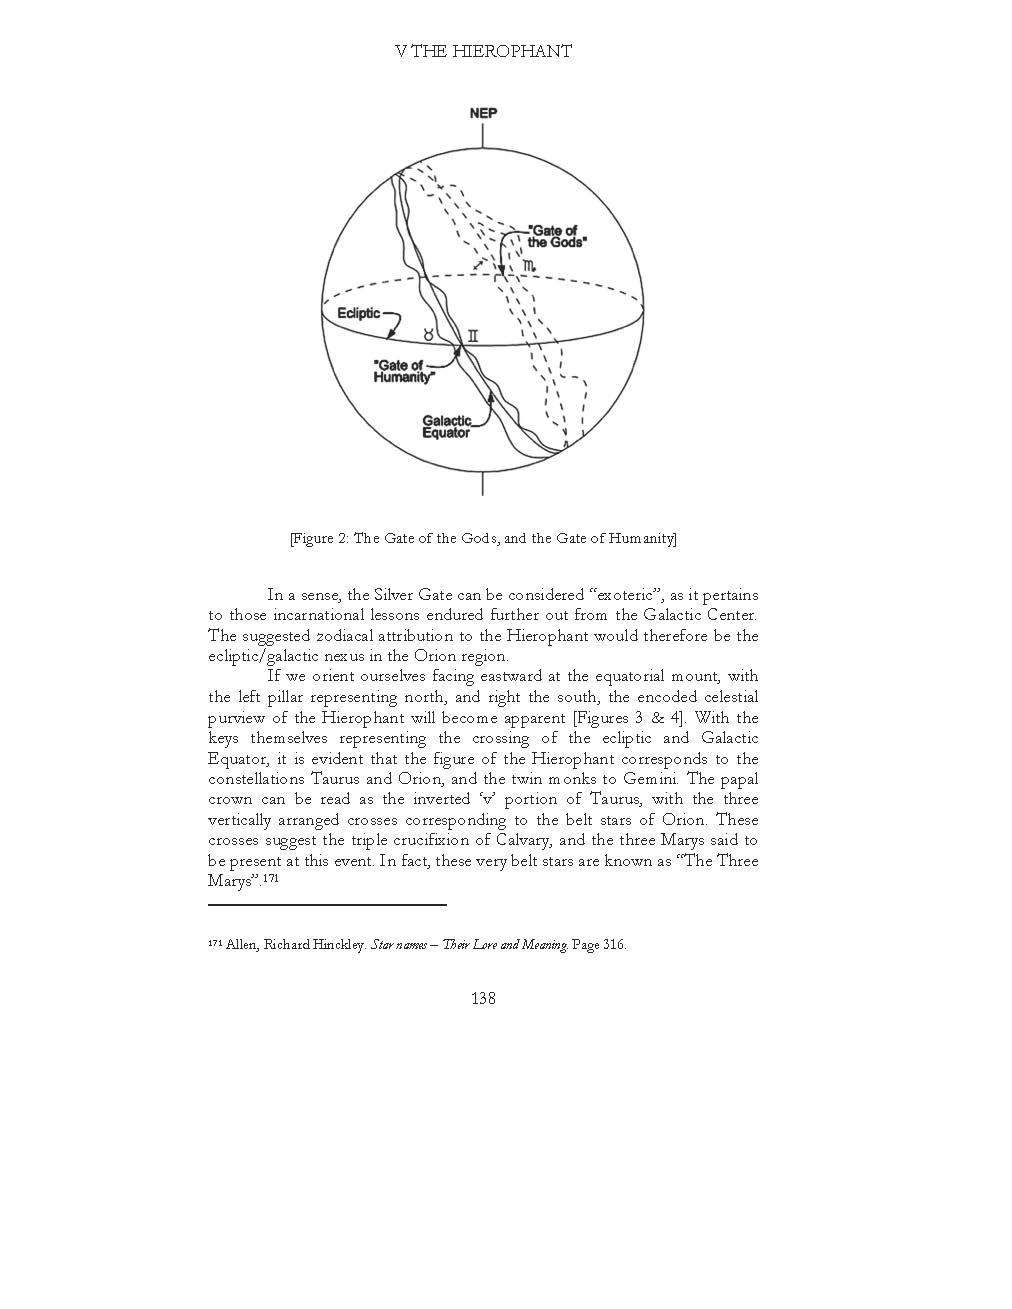 V THE HIEROPHANT
NEP
"Gate of
the Gods"
♐ ♏
Ecliptic
♉ ♊
"Gate of
Humanity"
Galactic
Equator
[Figure 2: The Gate of the Gods, and the Gate of Humanity]
In a sense, the Silver Gate can be considered “exoteric”, as it pertains
to those incarnational lessons endured further out from the Galactic Center.
The suggested zodiacal attribution to the Hierophant would therefore be the
ecliptic/galactic nexus in the Orion region.
If we orient ourselves facing eastward at the equatorial mount, with
the left pillar representing north, and right the south, the encoded celestial
purview of the Hierophant will become apparent [Figures 3 & 4]. With the
keys themselves representing the crossing of the ecliptic and Galactic
Equator, it is evident that the figure of the Hierophant corresponds to the
constellations Taurus and Orion, and the twin monks to Gemini. The papal
crown can be read as the inverted ‘v’ portion of Taurus, with the three
vertically arranged crosses corresponding to the belt stars of Orion. These
crosses suggest the triple crucifixion of Calvary, and the three Marys said to
be present at this event. In fact, these very belt stars are known as “The Three
Marys”.171
171 Allen, Richard Hinckley. Star names – Their Lore and Meaning. Page 316.
138